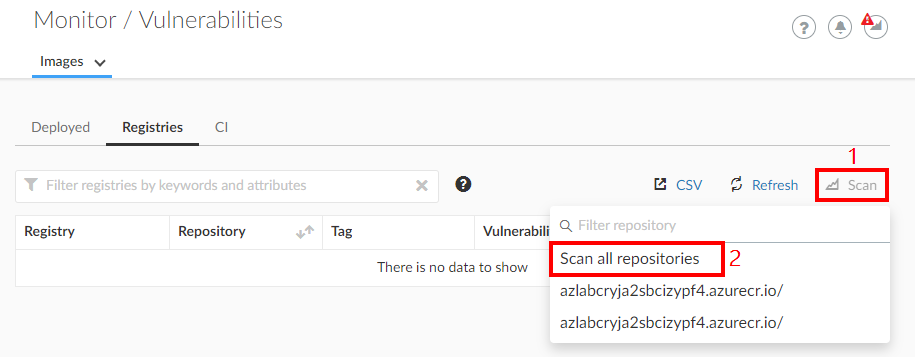 Monitor / Vulnerabilities
?
Images
Deployed Registries CI
1
Filter registries by keywords and attributes ? CSV Refresh Scan
Filter repository
Registry Repository Tag Vulnerabili
Scan all repositories 2
There is no data to show
azlabcryja2sbcizypf4.azurecr.io/
azlabcryja2sbcizypf4.azurecr.io/